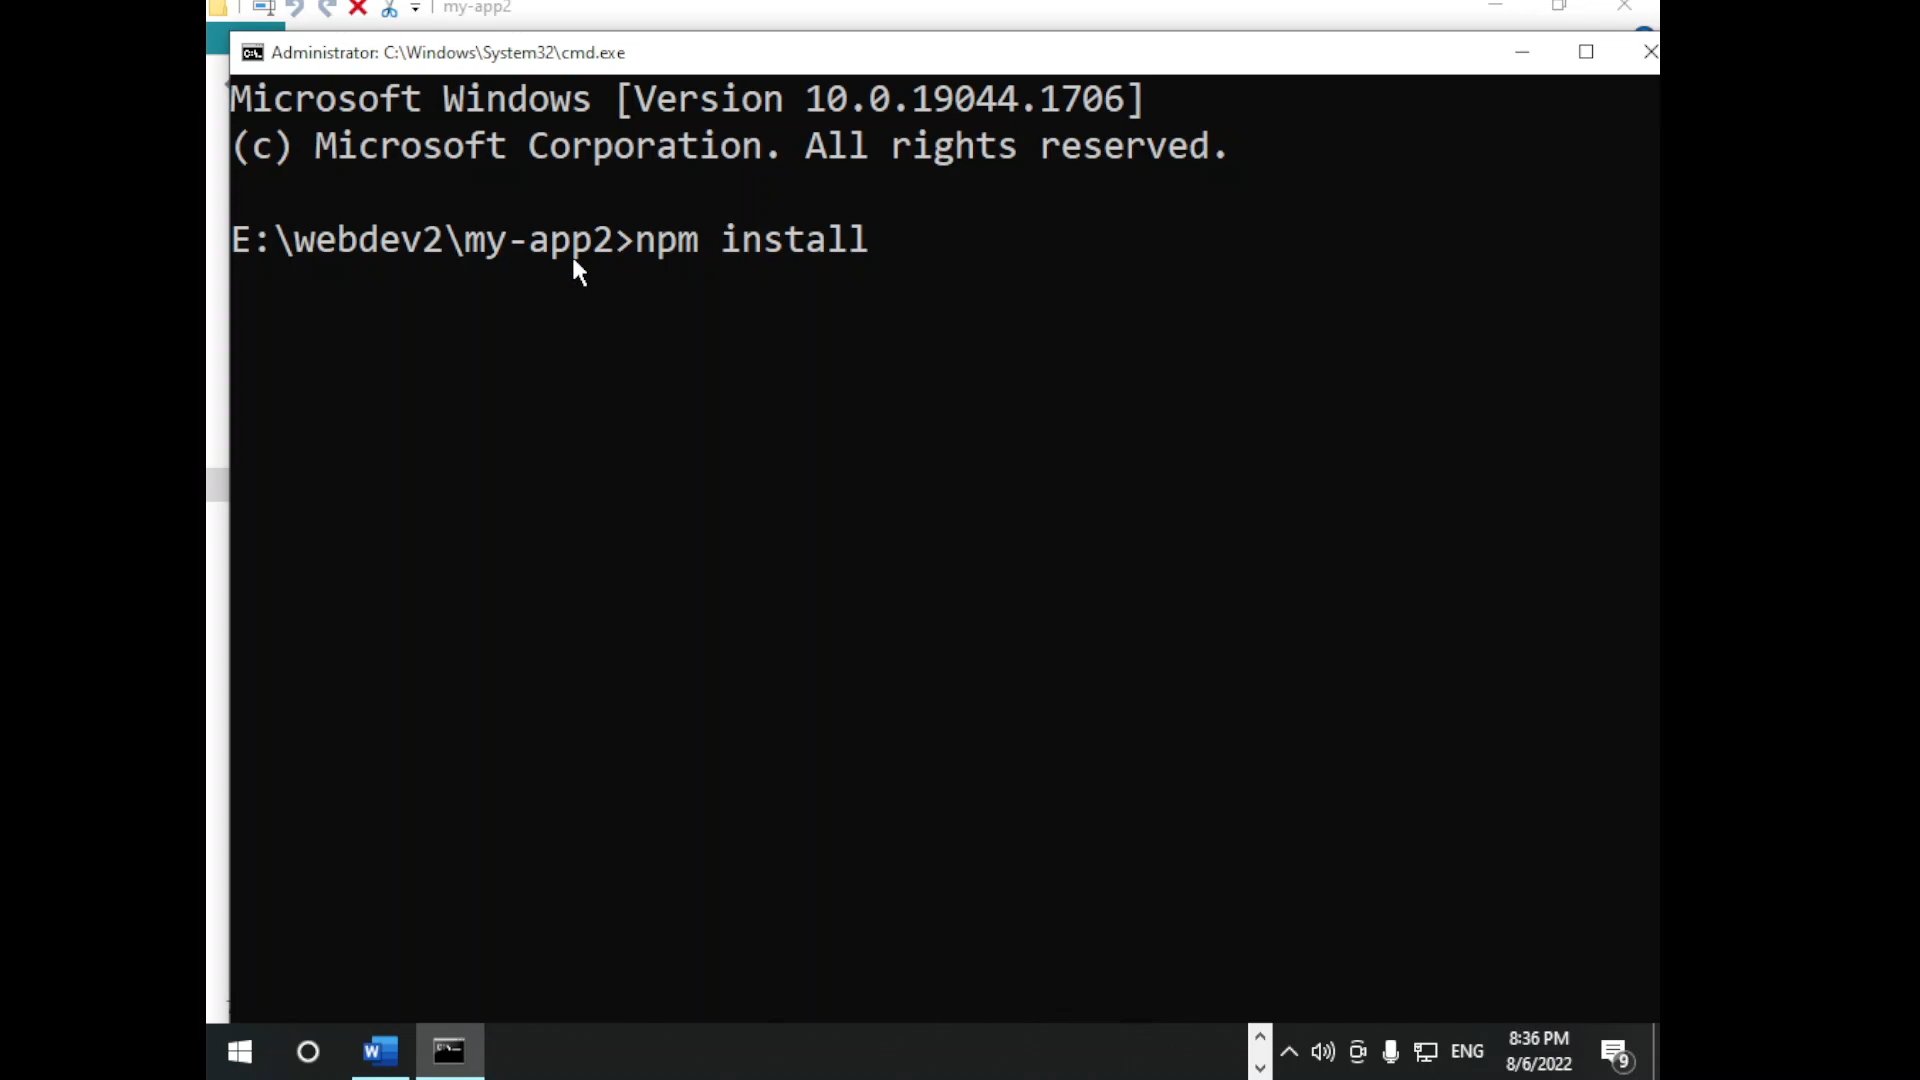 my-app2
Administrator: C:\Windows\System32\cmd.exe
Microsoft Windows [Version 10.0.19044.1706]
(c) Microsoft Corporation. All rights reserved.
E:\webdev2\my-app2>npm install
ENG
8:36 PM
8/6/2022
9